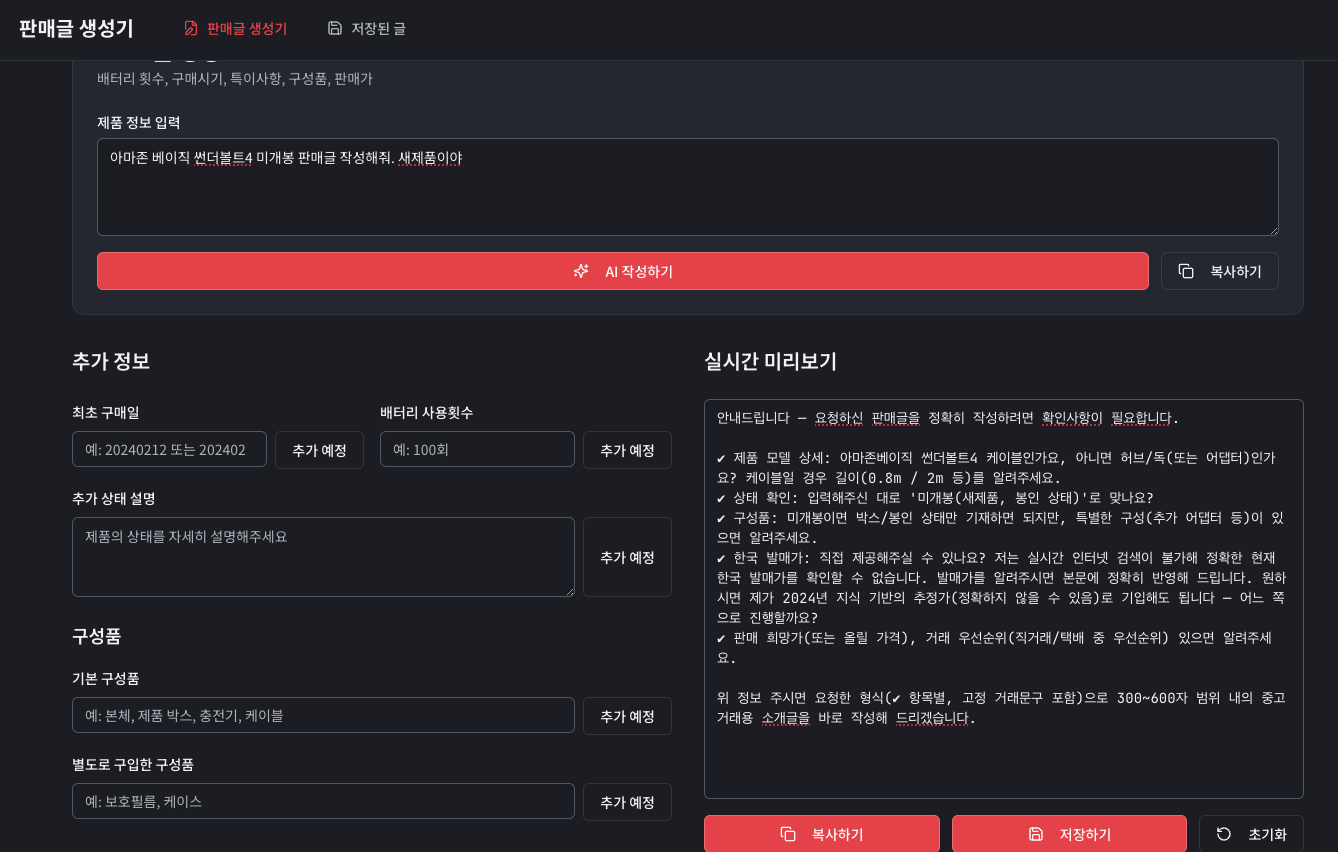 판매글 생성기
판매글 생성기
저장된 글
배터리 횟수, 구매시기, 특이사항, 구성품, 판매가
제품 정보 입력
아마존 베이직 썬더볼트4 미개봉 판매글 작성해줘. 새제품이야
AI 작성하기
복사하기
추가 정보
최초 구매일
배터리 사용횟수
예: 20240212 또는 202402
추가 예정
예: 100회
추가 예정
추가 상태 설명
제품의 상태를 자세히 설명해주세요
추가 예정
구성품
기본 구성품
예: 본체, 제품 박스, 충전기, 케이블
추가 예정
별도로 구입한 구성품
예: 보호필름, 케이스
추가 예정
실시간 미리보기
안내드립니다 — 요청하신 판매글을 정확히 작성하려면 확인사항이 필요합니다.
✔ 제품 모델 상세: 아마존베이직 썬더볼트4 케이블인가요, 아니면 허브/독(또는 어댑터)인가
요? 케이블일 경우 길이(0.8m / 2m 등)를 알려주세요.
✔ 상태 확인: 입력해주신 대로 '미개봉(새제품, 봉인 상태)'로 맞나요?
✔ 구성품: 미개봉이면 박스/봉인 상태만 기재하면 되지만, 특별한 구성(추가 어댑터 등)이 있
으면 알려주세요.
✔ 한국 발매가: 직접 제공해주실 수 있나요? 저는 실시간 인터넷 검색이 불가해 정확한 현재
한국 발매가를 확인할 수 없습니다. 발매가를 알려주시면 본문에 정확히 반영해 드립니다. 원하
시면 제가 2024년 지식 기반의 추정가(정확하지 않을 수 있음)로 기입해도 됩니다 — 어느 쪽
으로 진행할까요?
✔ 판매 희망가(또는 올릴 가격), 거래 우선순위(직거래/택배 중 우선순위) 있으면 알려주세
요.
위 정보 주시면 요청한 형식(✔ 항목별, 고정 거래문구 포함)으로 300~600자 범위 내의 중고
거래용 소개글을 바로 작성해 드리겠습니다.
복사하기
저장하기
초기화